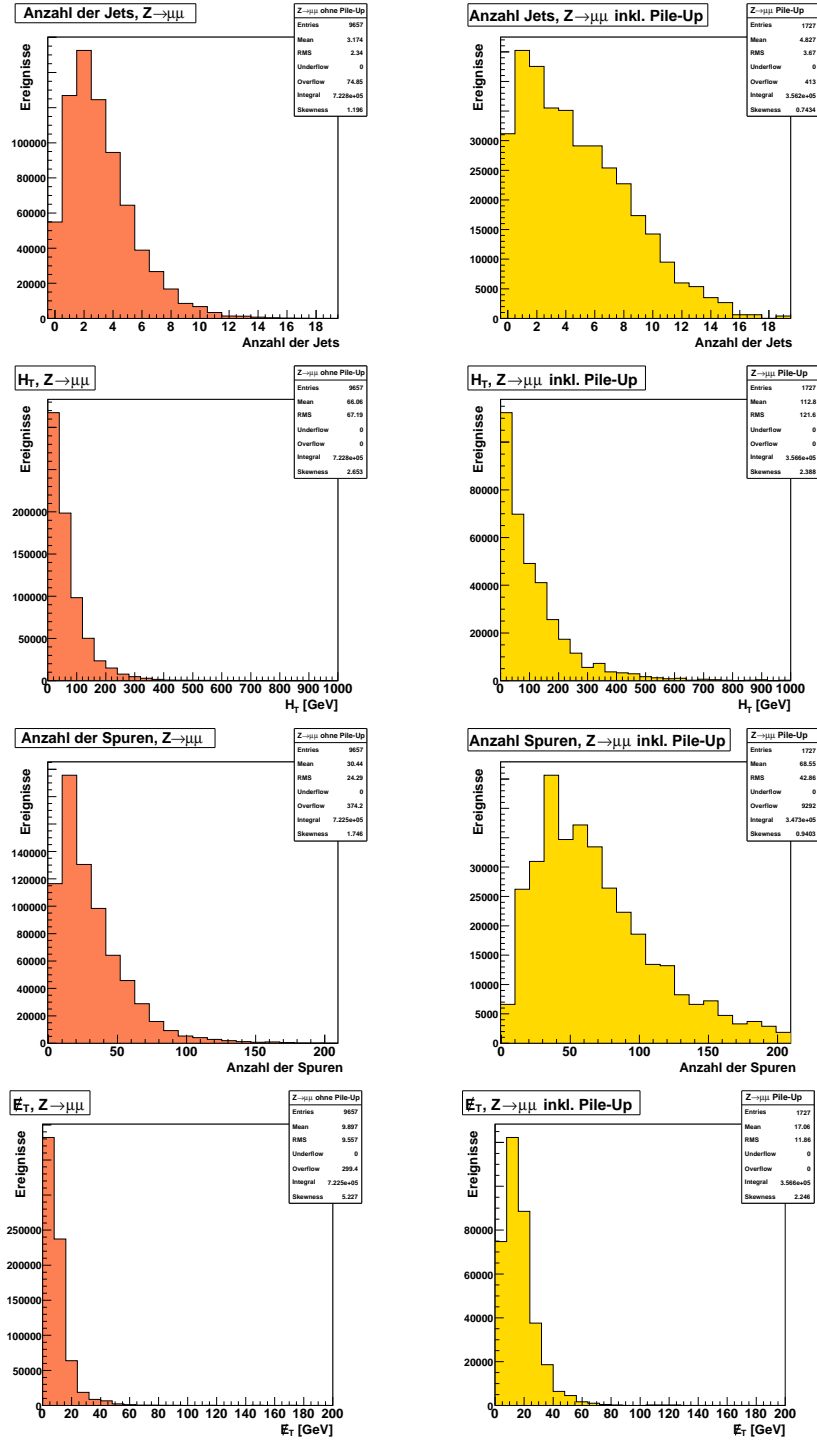 Anzahl der Jets, Z→μμ
Z→μμ ohne Pile-Up
Entries 9657
Mean 3.174
RMS 2.34
Underflow 0
Overflow 74.85
Integral 7.228e+05
Skewness 1.196
Ereignisse
100000
80000
60000
40000
20000
0
0 2 4 6 8 10 12 14 16 18
Anzahl der Jets
Anzahl Jets, Z→μμ inkl. Pile-Up
Z→μμ Pile-Up
Entries 1727
Mean 4.827
RMS 3.67
Underflow 0
Overflow 413
Integral 3.562e+05
Skewness 0.7434
Ereignisse
30000
25000
20000
15000
10000
5000
0
0 2 4 6 8 10 12 14 16 18
Anzahl der Jets
H_T, Z→μμ
Z→μμ ohne Pile-Up
Entries 9657
Mean 66.06
RMS 67.19
Underflow 0
Overflow 0
Integral 7.228e+05
Skewness 2.653
Ereignisse
200000
150000
100000
50000
0
0 100 200 300 400 500 600 700 800 900 1000
H_T [GeV]
H_T, Z→μμ inkl. Pile-Up
Z→μμ Pile-Up
Entries 1727
Mean 112.8
RMS 121.6
Underflow 0
Overflow 0
Integral 3.566e+05
Skewness 2.388
Ereignisse
80000
60000
40000
20000
0
0 100 200 300 400 500 600 700 800 900 1000
H_T [GeV]
Anzahl der Spuren, Z→μμ
Z→μμ ohne Pile-Up
Entries 9657
Mean 30.44
RMS 24.29
Underflow 0
Overflow 374.2
Integral 7.225e+05
Skewness 1.746
Ereignisse
140000
120000
100000
80000
60000
40000
20000
0
0 50 100 150 200
Anzahl der Spuren
Anzahl Spuren, Z→μμ inkl. Pile-Up
Z→μμ Pile-Up
Entries 1727
Mean 68.55
RMS 42.86
Underflow 0
Overflow 9292
Integral 3.473e+05
Skewness 0.9403
Ereignisse
30000
25000
20000
15000
10000
5000
0
0 50 100 150 200
Anzahl der Spuren
E̸_T, Z→μμ
Z→μμ ohne Pile-Up
Entries 9657
Mean 9.897
RMS 9.557
Underflow 0
Overflow 299.4
Integral 7.225e+05
Skewness 5.227
Ereignisse
250000
200000
150000
100000
50000
0
0 20 40 60 80 100 120 140 160 180 200
E̸_T [GeV]
E̸_T, Z→μμ inkl. Pile-Up
Z→μμ Pile-Up
Entries 1727
Mean 17.06
RMS 11.86
Underflow 0
Overflow 0
Integral 3.566e+05
Skewness 2.246
Ereignisse
80000
60000
40000
20000
0
0 20 40 60 80 100 120 140 160 180 200
E̸_T [GeV]